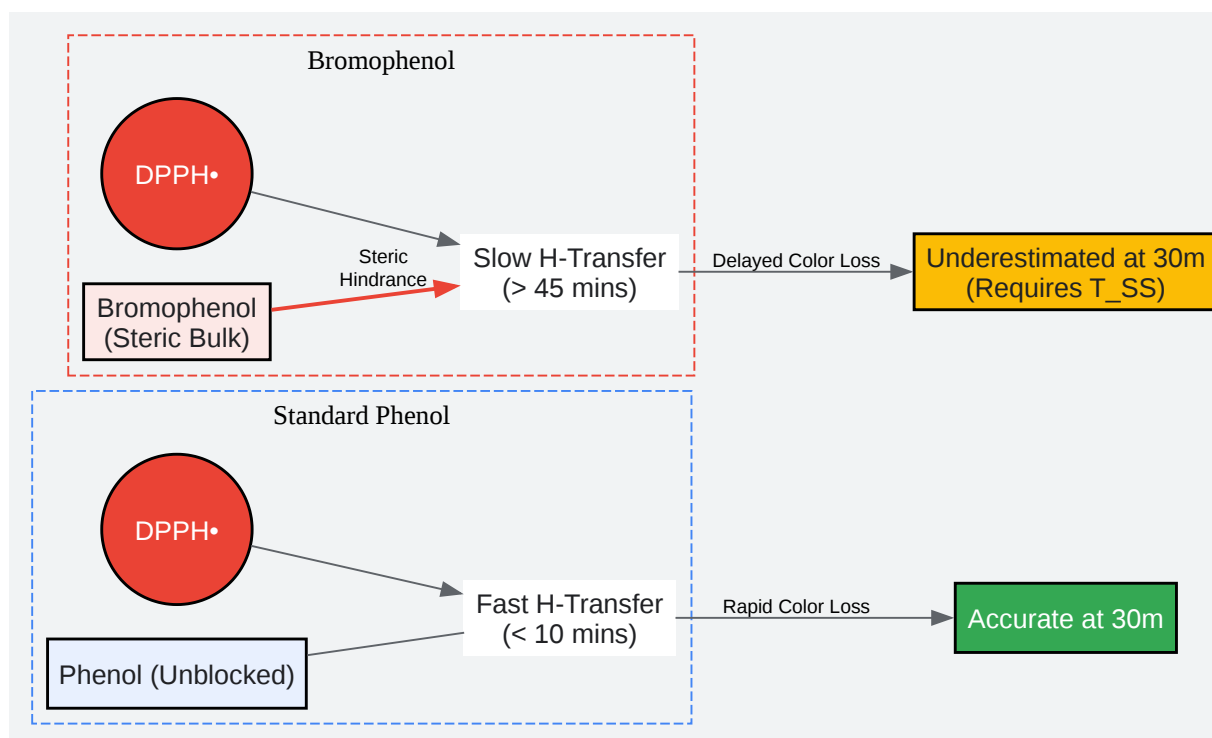 Bromophenol
DPPH•
Steric
Hindrance
Bromophenol
(Steric Bulk)
Slow H-Transfer
(> 45 mins)
Delayed Color Loss
Underestimated at 30m
(Requires T_SS)
Standard Phenol
DPPH•
Phenol (Unblocked)
Fast H-Transfer
(< 10 mins)
Rapid Color Loss
Accurate at 30m